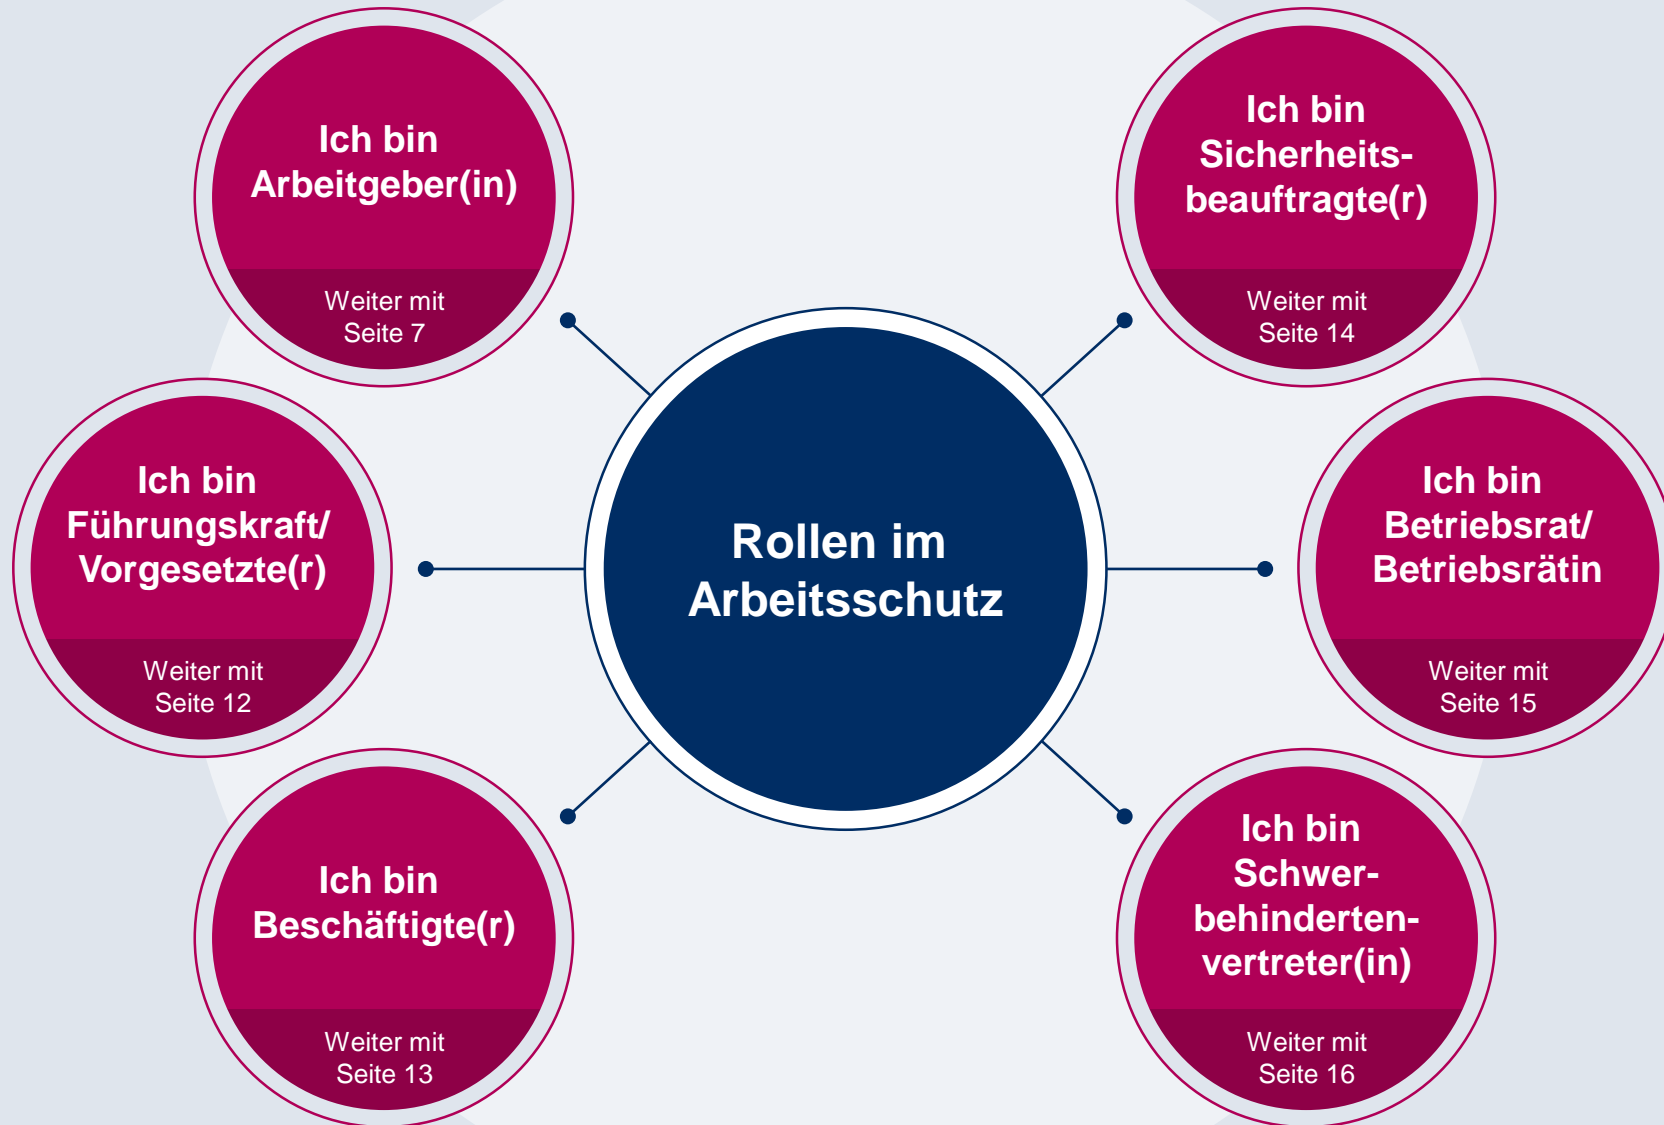 Ich bin
Arbeitgeber(in)
Weiter mit
Seite 7
Ich bin
Führungskraft/
Vorgesetzte(r)
Weiter mit
Seite 12
Ich bin
Beschäftigte(r)
Weiter mit
Seite 13
Rollen im
Arbeitsschutz
Ich bin
Sicherheits-
beauftragte(r)
Weiter mit
Seite 14
Ich bin
Betriebsrat/
Betriebsrätin
Weiter mit
Seite 15
Ich bin
Schwer-
behinderten-
vertreter(in)
Weiter mit
Seite 16